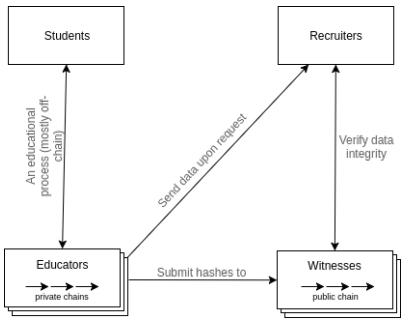 Students
Recruiters
An educational
process (mostly off-
chain)
Send data upon request
Verify data
integrity
Educators
private chains
Submit hashes to
Witnesses
public chain